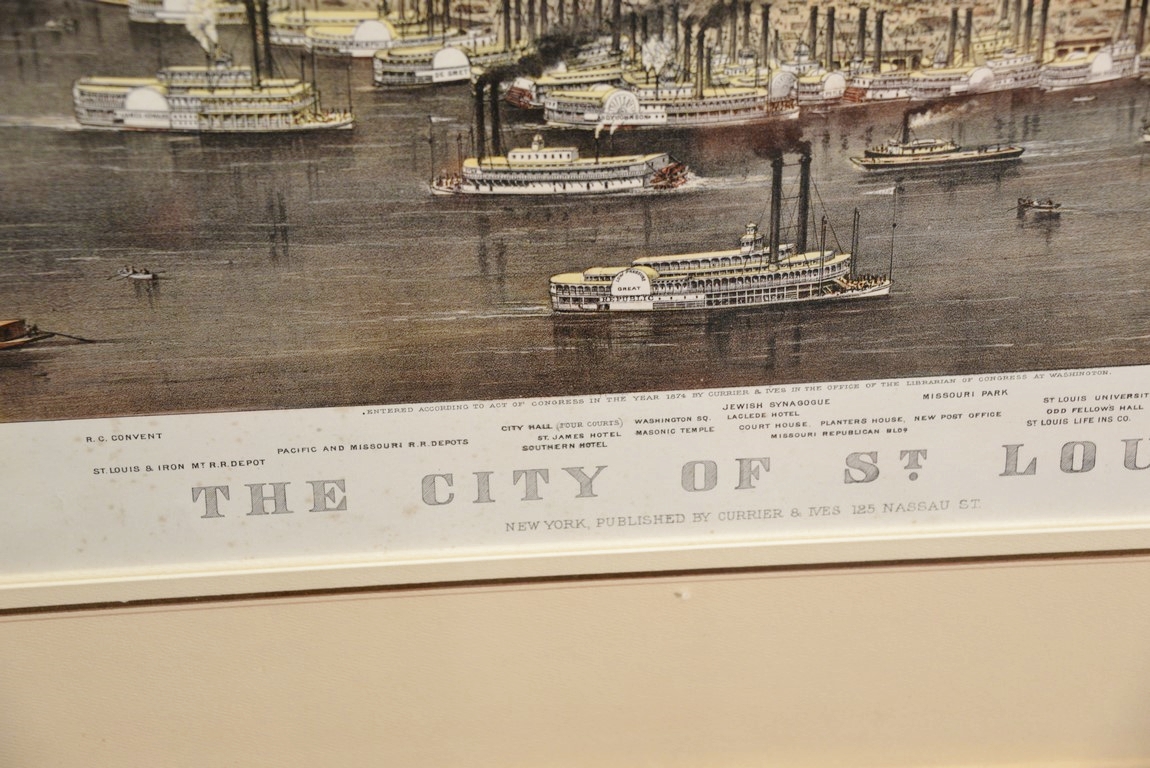 DE SMET
GREAT
REPUBLIC
ENTERED ACCORDING TO ACT OF CONGRESS IN THE YEAR 1874 BY CURRIER & IVES IN THE OFFICE OF THE LIBRARIAN OF CONGRESS AT WASHINGTON.
R.C. CONVENT
ST. LOUIS & IRON MT R.R. DEPOT
PACIFIC AND MISSOURI R.R. DEPOTS
CITY HALL (FOUR COURTS)
ST. JAMES HOTEL
SOUTHERN HOTEL
WASHINGTON SQ.
MASONIC TEMPLE
JEWISH SYNAGOGUE
LACLEDE HOTEL
COURT HOUSE. PLANTERS HOUSE, NEW POST OFFICE
MISSOURI REPUBLICAN BLDG
MISSOURI PARK
ST LOUIS UNIVERSIT
ODD FELLOWS HALL
ST LOUIS LIFE INS CO.
THE CITY OF ST. LOU
NEW YORK, PUBLISHED BY CURRIER & IVES 125 NASSAU ST.